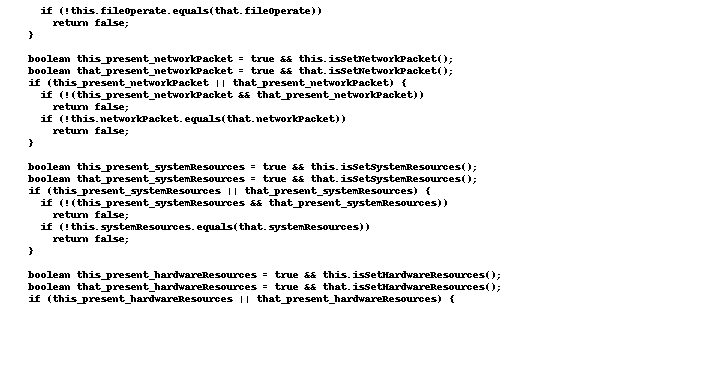 if (!this.fileOperate.equals(that.fileOperate))
return false;
}
boolean this_present_networkPacket = true && this.isSetNetworkPacket();
boolean that_present_networkPacket = true && that.isSetNetworkPacket();
if (this_present_networkPacket || that_present_networkPacket) {
if (!(this_present_networkPacket && that_present_networkPacket))
return false;
if (!this.networkPacket.equals(that.networkPacket))
return false;
}
boolean this_present_systemResources = true && this.isSetSystemResources();
boolean that_present_systemResources = true && that.isSetSystemResources();
if (this_present_systemResources || that_present_systemResources) {
if (!(this_present_systemResources && that_present_systemResources))
return false;
if (!this.systemResources.equals(that.systemResources))
return false;
}
boolean this_present_hardwareResources = true && this.isSetHardwareResources();
boolean that_present_hardwareResources = true && that.isSetHardwareResources();
if (this_present_hardwareResources || that_present_hardwareResources) {